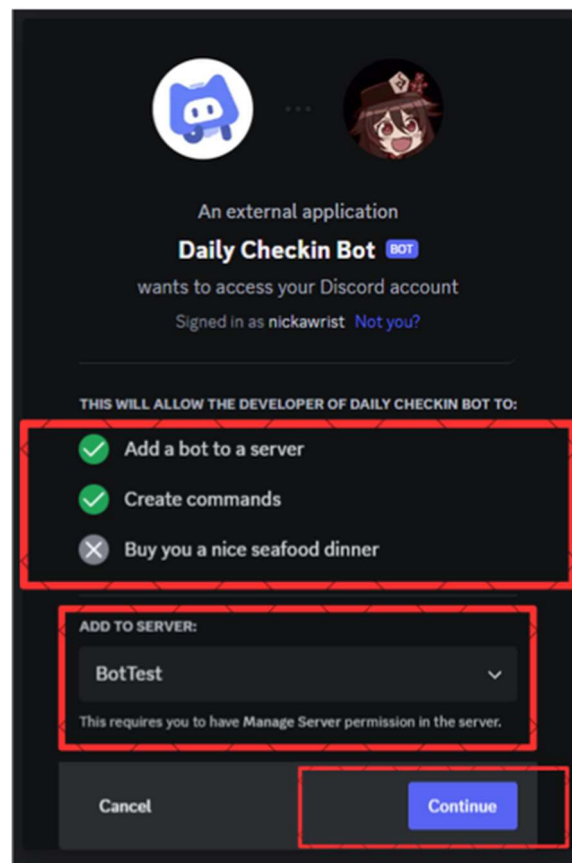 An external application
Daily Checkin Bot BOT
wants to access your Discord account
Signed in as nickawrist Not you?
THIS WILL ALLOW THE DEVELOPER OF DAILY CHECKIN BOT TO:
Add a bot to a server
Create commands
Buy you a nice seafood dinner
ADD TO SERVER:
BotTest
This requires you to have Manage Server permission in the server.
Cancel Continue